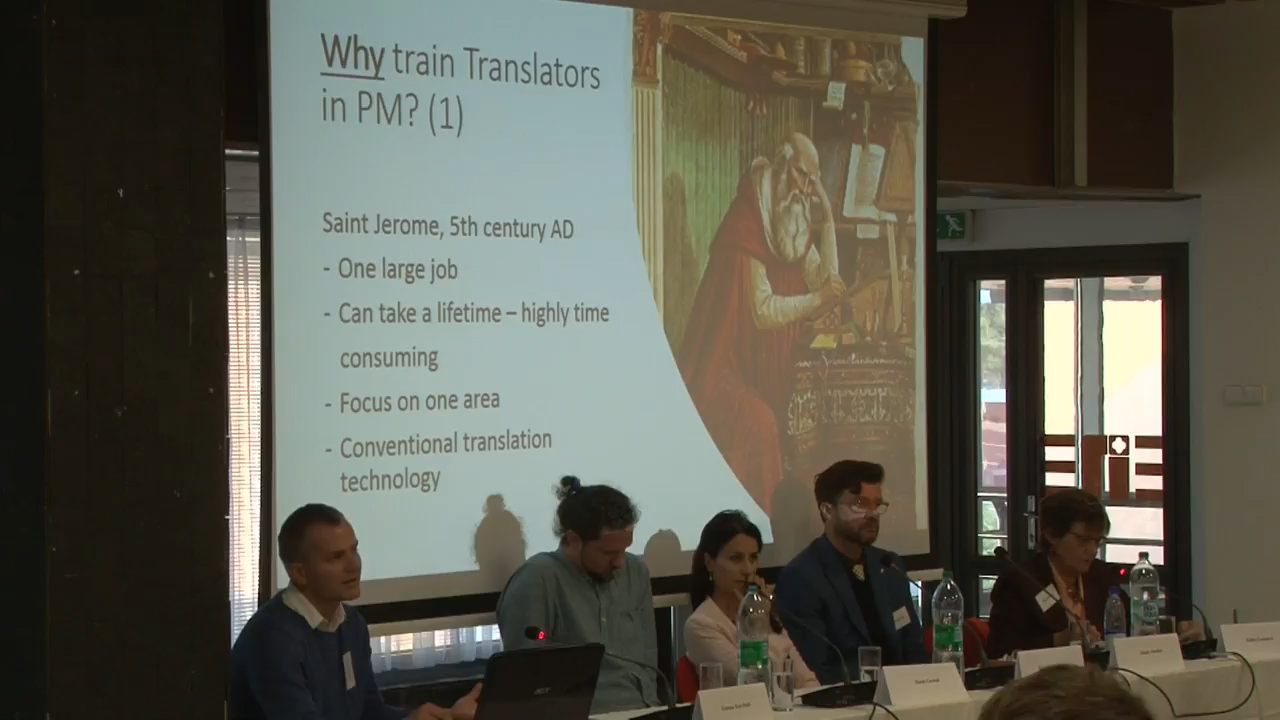 Why train Translators
in PM? (1)
Saint Jerome, 5th century AD
- One large job
- Can take a lifetime – highly time
consuming
- Focus on one area
- Conventional translation
technology
acer